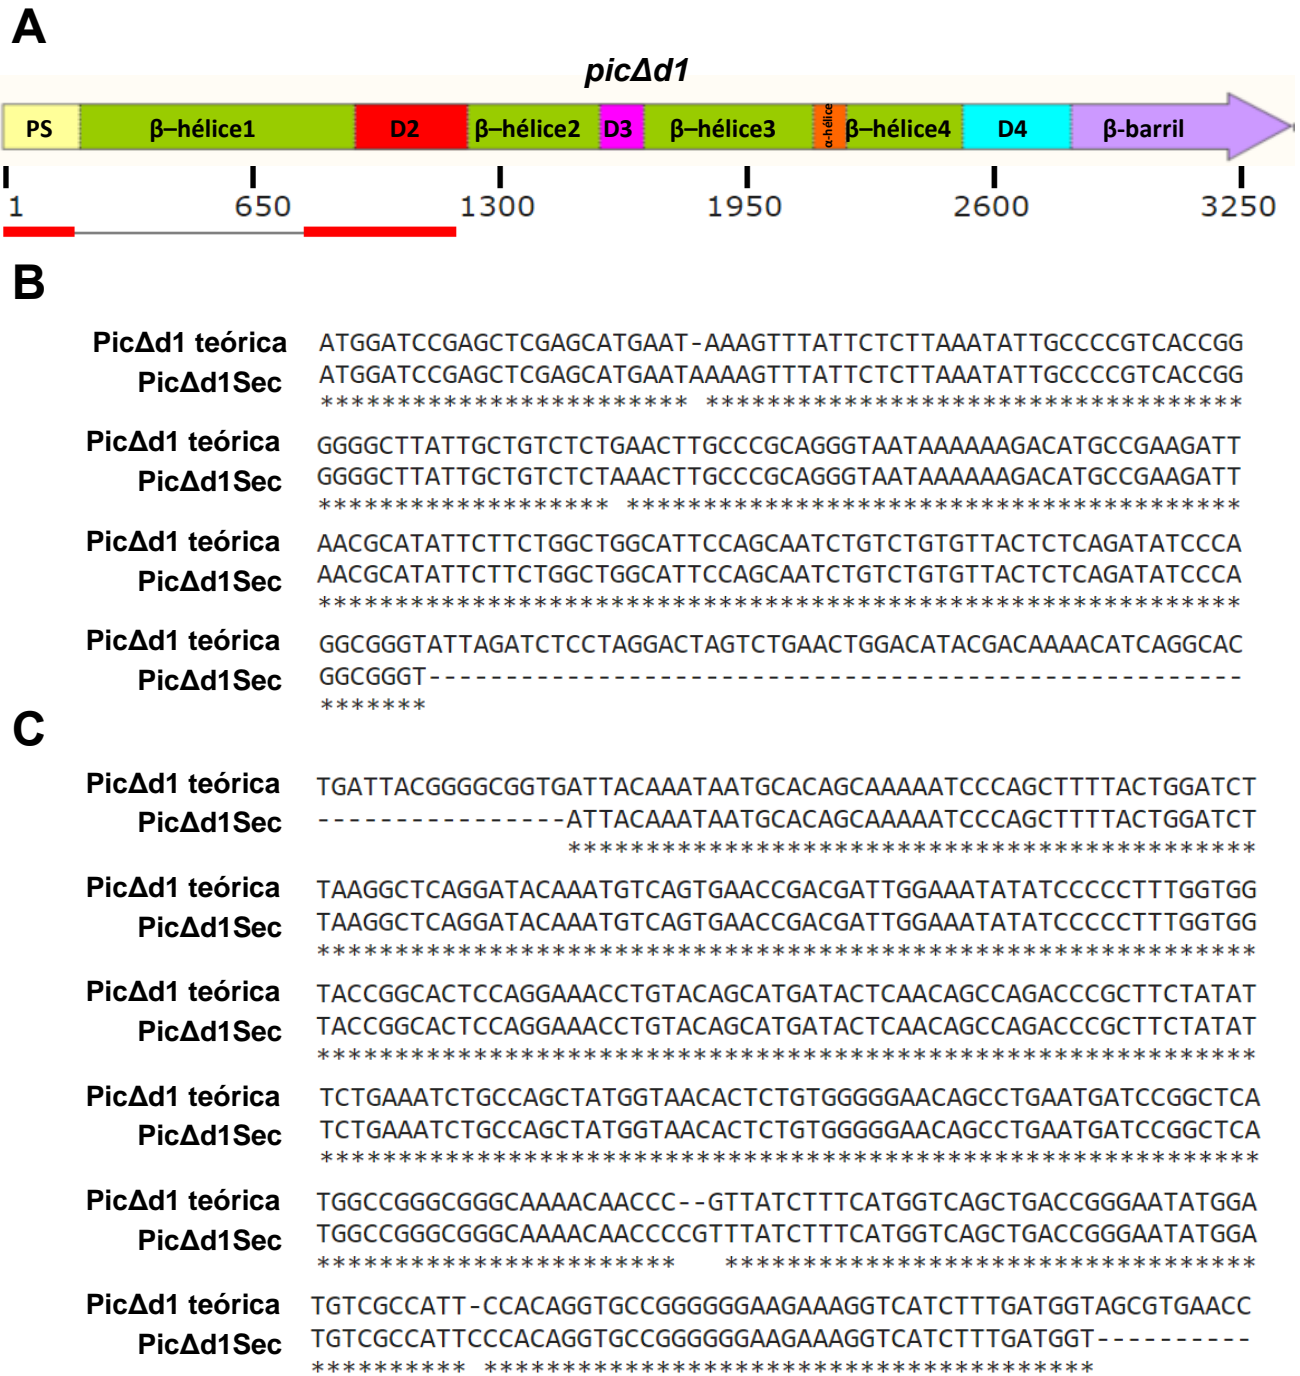 A
picΔd1
PS β–hélice1 D2 β–hélice2 D3 β–hélice3 α-hélice β–hélice4 D4 β-barril
1 650 1300 1950 2600 3250
B
PicΔd1 teórica ATGGATCCGAGCTCGAGCATGAAT-AAAGTTTATTCTCTTAAATATTGCCCCGTCACCGG
PicΔd1Sec ATGGATCCGAGCTCGAGCATGAATAAAAGTTTATTCTCTTAAATATTGCCCCGTCACCGG
************************ ***********************************
PicΔd1 teórica GGGGCTTATTGCTGTCTCTGAACTTGCCCGCAGGGTAATAAAAAAGACATGCCGAAGATT
PicΔd1Sec GGGGCTTATTGCTGTCTCTAAACTTGCCCGCAGGGTAATAAAAAAGACATGCCGAAGATT
******************* ****************************************
PicΔd1 teórica AACGCATATTCTTCTGGCTGGCATTCCAGCAATCTGTCTGTGTTACTCTCAGATATCCCA
PicΔd1Sec AACGCATATTCTTCTGGCTGGCATTCCAGCAATCTGTCTGTGTTACTCTCAGATATCCCA
************************************************************
PicΔd1 teórica GGCGGGTATTAGATCTCCTAGGACTAGTCTGAACTGGACATACGACAAAACATCAGGCAC
PicΔd1Sec GGCGGGT-----------------------------------------------------
*******
C
PicΔd1 teórica TGATTACGGGGCGGTGATTACAAATAATGCACAGCAAAAATCCCAGCTTTTACTGGATCT
PicΔd1Sec ----------------ATTACAAATAATGCACAGCAAAAATCCCAGCTTTTACTGGATCT
********************************************
PicΔd1 teórica TAAGGCTCAGGATACAAATGTCAGTGAACCGACGATTGGAAATATATCCCCCTTTGGTGG
PicΔd1Sec TAAGGCTCAGGATACAAATGTCAGTGAACCGACGATTGGAAATATATCCCCCTTTGGTGG
************************************************************
PicΔd1 teórica TACCGGCACTCCAGGAAACCTGTACAGCATGATACTCAACAGCCAGACCCGCTTCTATAT
PicΔd1Sec TACCGGCACTCCAGGAAACCTGTACAGCATGATACTCAACAGCCAGACCCGCTTCTATAT
************************************************************
PicΔd1 teórica TCTGAAATCTGCCAGCTATGGTAACACTCTGTGGGGGAACAGCCTGAATGATCCGGCTCA
PicΔd1Sec TCTGAAATCTGCCAGCTATGGTAACACTCTGTGGGGGAACAGCCTGAATGATCCGGCTCA
************************************************************
PicΔd1 teórica TGGCCGGGCGGGCAAAACAACCC--GTTATCTTTCATGGTCAGCTGACCGGGAATATGGA
PicΔd1Sec TGGCCGGGCGGGCAAAACAACCCCGTTTATCTTTCATGGTCAGCTGACCGGGAATATGGA
*********************** **********************************
PicΔd1 teórica TGTCGCCATT-CCACAGGTGCCGGGGGGAAGAAAGGTCATCTTTGATGGTAGCGTGAACC
PicΔd1Sec TGTCGCCATTCCCACAGGTGCCGGGGGGAAGAAAGGTCATCTTTGATGGT----------
********** ***************************************